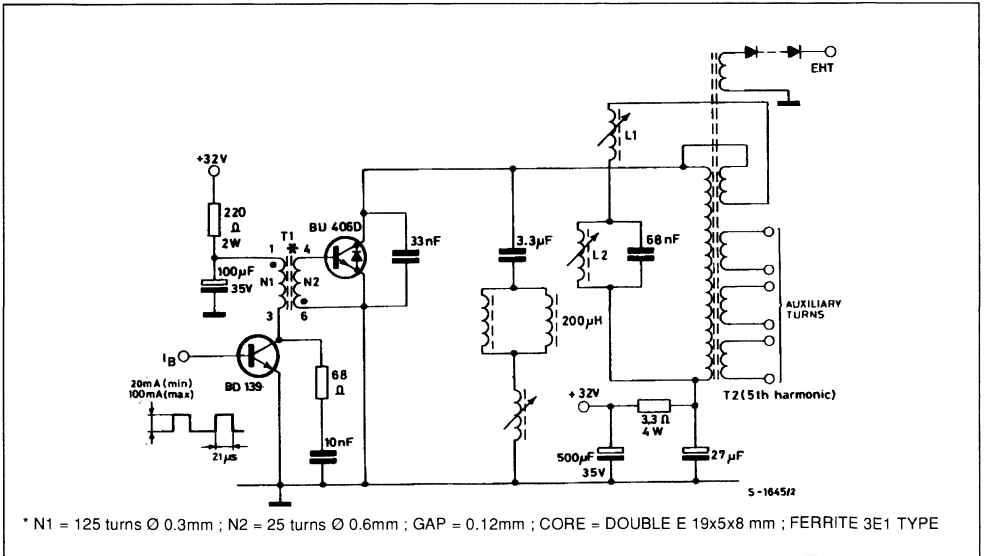 EHT
L1
+32V
220
Ω
2W
T1
*
BU 406D
1
4
33nF
3.3µF
L2
68nF
100µF
35V
N1
N2
3
6
200µH
AUXILIARY
TURNS
IB
BD 139
68
Ω
20mA (min)
100mA(max)
21µs
10nF
+32V
3,3 Ω
4W
T2(5th harmonic)
500µF
35V
27µF
S-1645/2
* N1 = 125 turns Ø 0.3mm ; N2 = 25 turns Ø 0.6mm ; GAP = 0.12mm ; CORE = DOUBLE E 19x5x8 mm ; FERRITE 3E1 TYPE